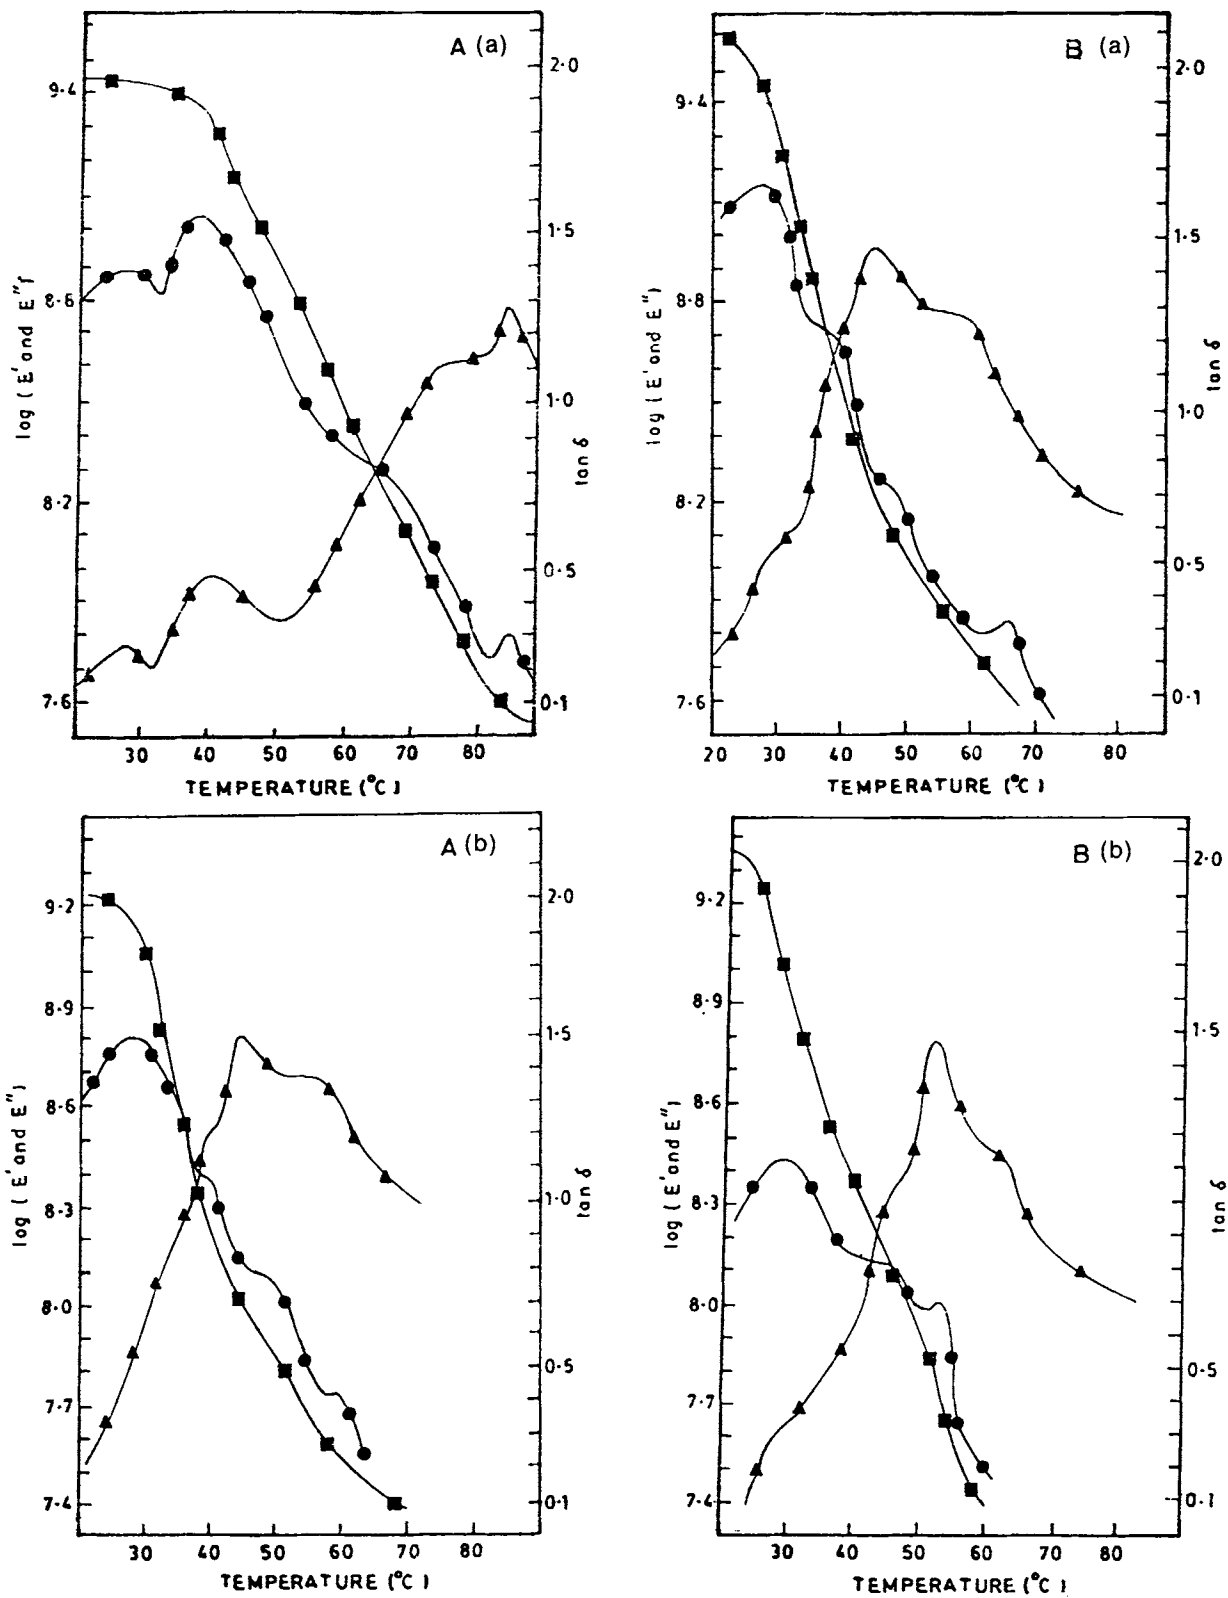 A (a)
9.4
8.6
8.2
7.6
2.0
1.5
1.0
0.5
0.1
log ( E' and E" )
tan δ
30 40 50 60 70 80
TEMPERATURE (°C)
B (a)
9.4
8.8
8.2
7.6
2.0
1.5
1.0
0.5
0.1
log ( E' and E" )
tan δ
20 30 40 50 60 70 80
TEMPERATURE (°C)
A (b)
9.2
8.9
8.6
8.3
8.0
7.7
7.4
2.0
1.5
1.0
0.5
0.1
log ( E' and E" )
tan δ
30 40 50 60 70 80
TEMPERATURE (°C)
B (b)
9.2
8.9
8.6
8.3
8.0
7.7
7.4
2.0
1.5
1.0
0.5
0.1
log ( E' and E" )
tan δ
30 40 50 60 70 80
TEMPERATURE (°C)